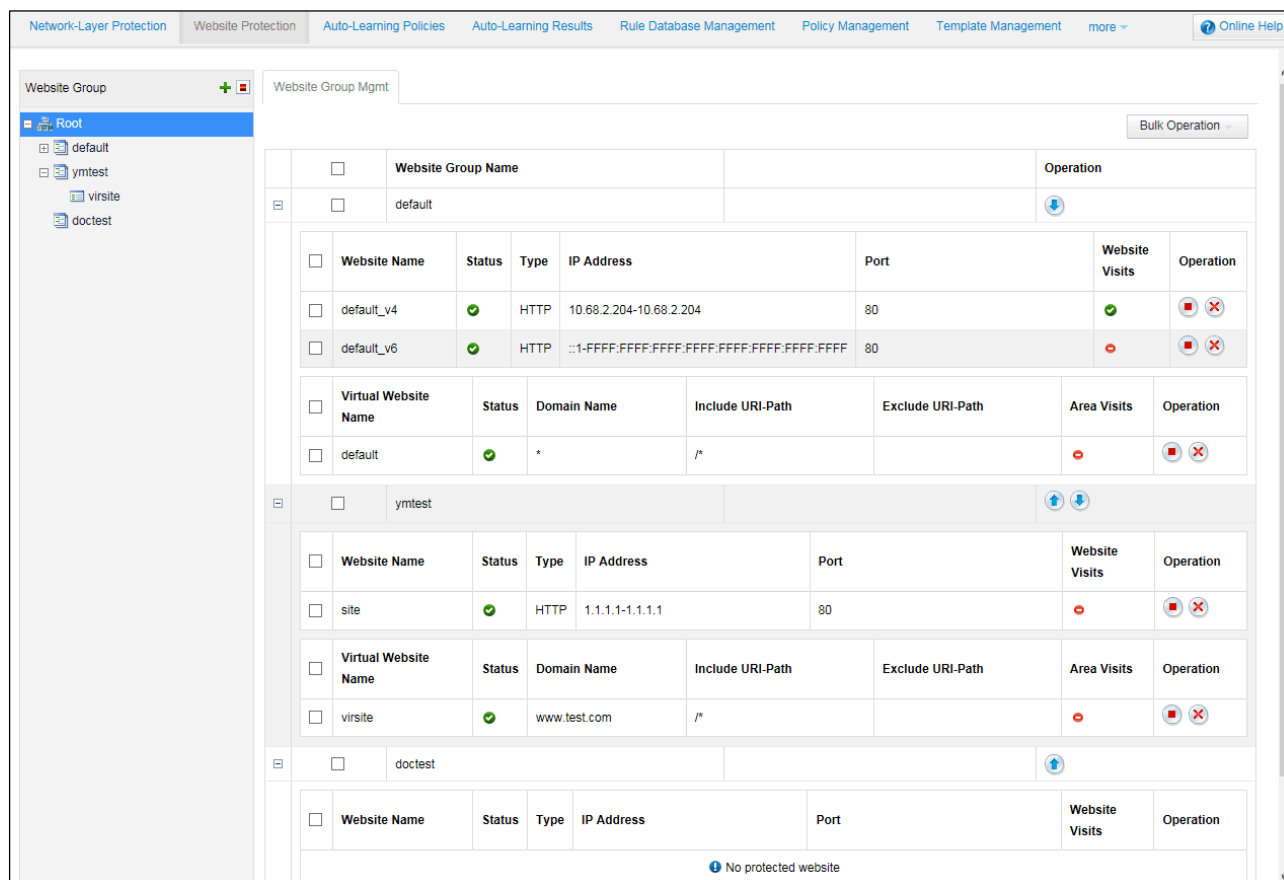 Network-Layer Protection Website Protection Auto-Learning Policies Auto-Learning Results Rule Database Management Policy Management Template Management more Online Help
Website Group
Root
default
ymtest
virsite
doctest
Website Group Mgmt
Bulk Operation
Website Group Name Operation
default
Website Name Status Type IP Address Port Website Visits Operation
default_v4 HTTP 10.68.2.204-10.68.2.204 80
default_v6 HTTP ::1-FFFF:FFFF:FFFF:FFFF:FFFF:FFFF:FFFF:FFFF 80
Virtual Website Name Status Domain Name Include URI-Path Exclude URI-Path Area Visits Operation
default * /*
ymtest
Website Name Status Type IP Address Port Website Visits Operation
site HTTP 1.1.1.1-1.1.1.1 80
Virtual Website Name Status Domain Name Include URI-Path Exclude URI-Path Area Visits Operation
virsite www.test.com /*
doctest
Website Name Status Type IP Address Port Website Visits Operation
No protected website